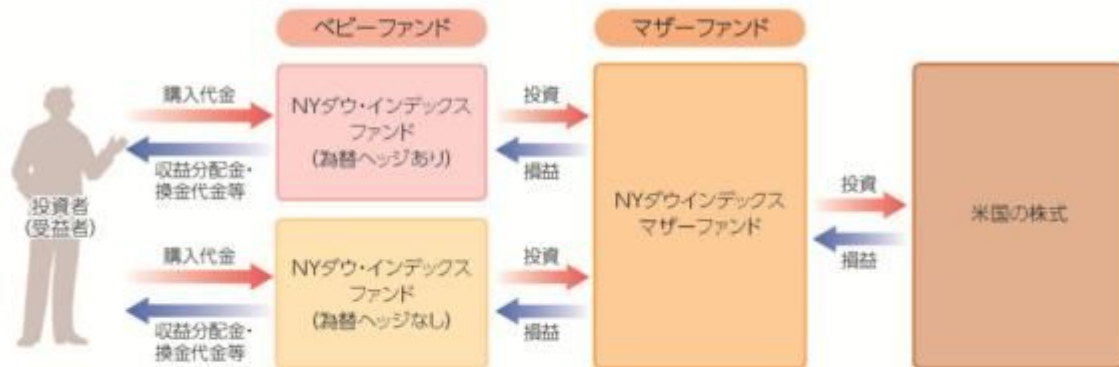 ベビーファンド
マザーファンド
購入代金
収益分配金・
換金代金等
NYダウ・インデックス
ファンド
(為替ヘッジあり)
投資
損益
投資者
(受益者)
購入代金
収益分配金・
換金代金等
NYダウ・インデックス
ファンド
(為替ヘッジなし)
投資
損益
NYダウインデックス
マザーファンド
投資
損益
米国の株式